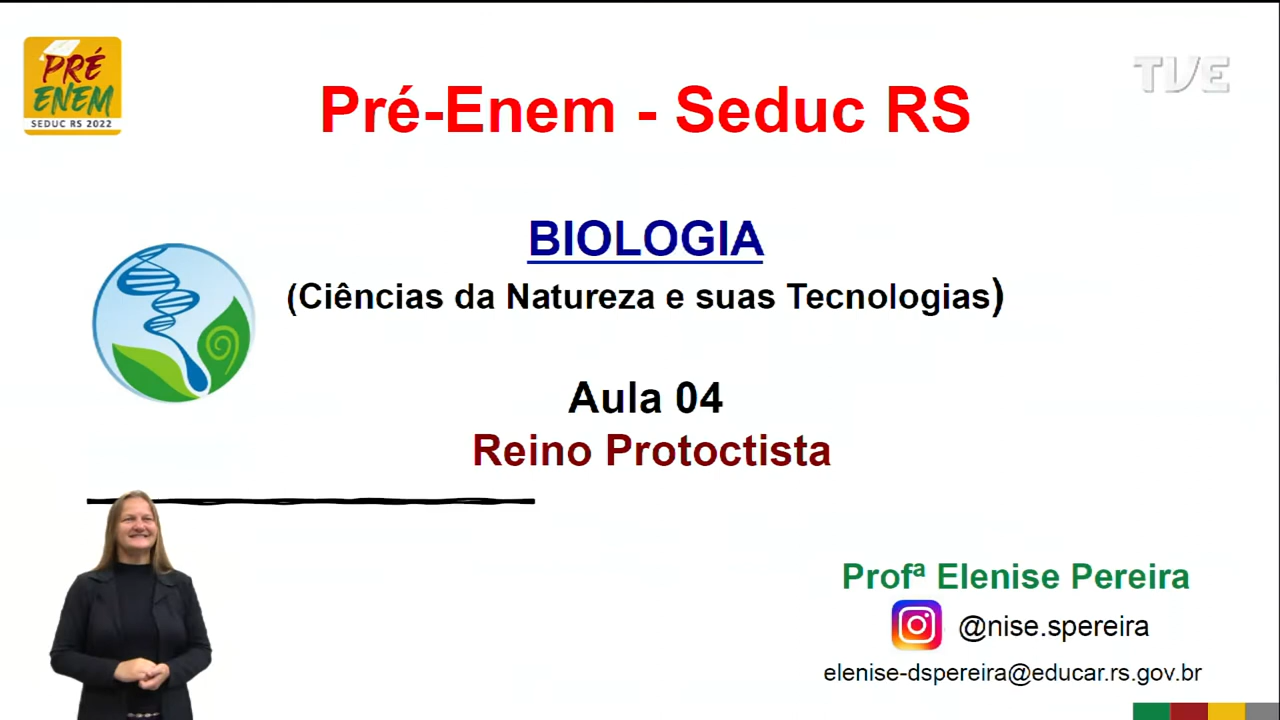 PRÉ
ENEM
SEDUC RS 2022
TVE
Pré-Enem - Seduc RS
BIOLOGIA
(Ciências da Natureza e suas Tecnologias)
Aula 04
Reino Protoctista
Profª Elenise Pereira
@nise.spereira
elenise-dspereira@educar.rs.gov.br